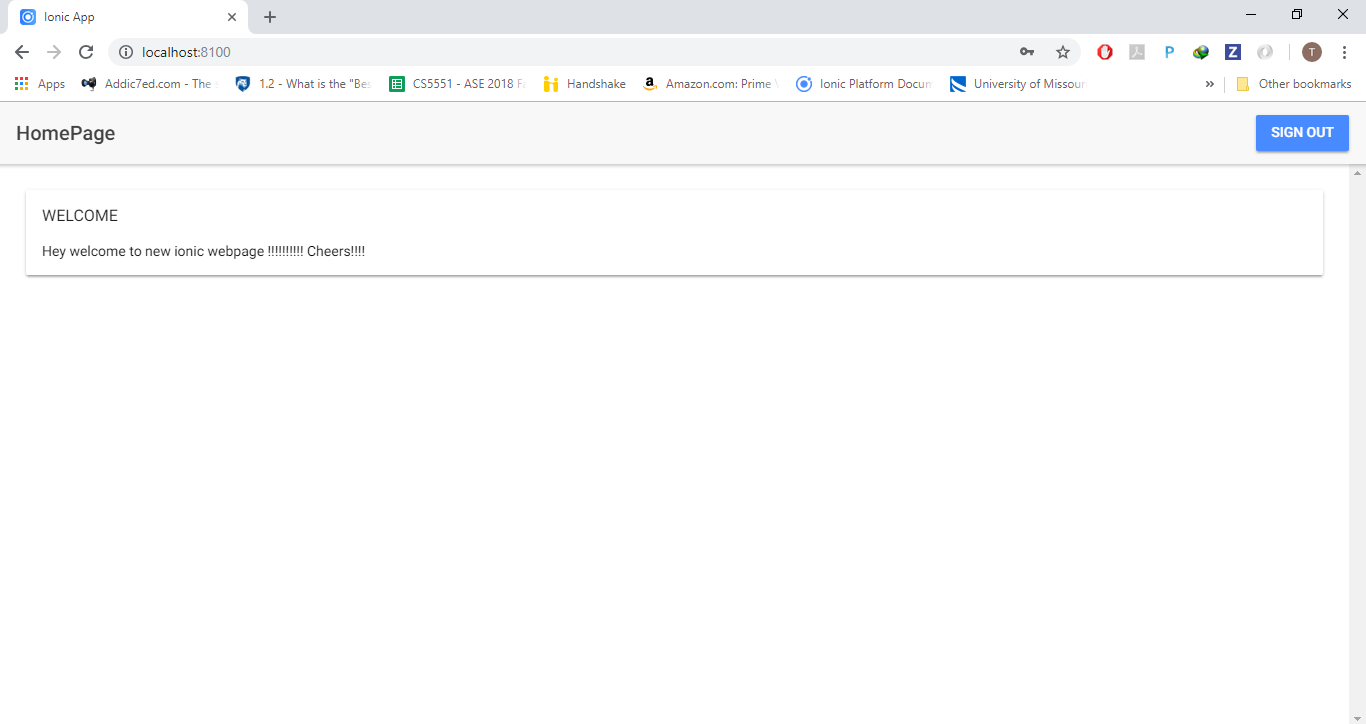 Ionic App
localhost:8100
Apps
Addic7ed.com - The
1.2 - What is the "Bes
CS5551 - ASE 2018 Fa
Handshake
Amazon.com: Prime
Ionic Platform Docum
University of Missour
»
Other bookmarks
P
Z
T
HomePage
SIGN OUT
WELCOME
Hey welcome to new ionic webpage !!!!!!!!!! Cheers!!!!